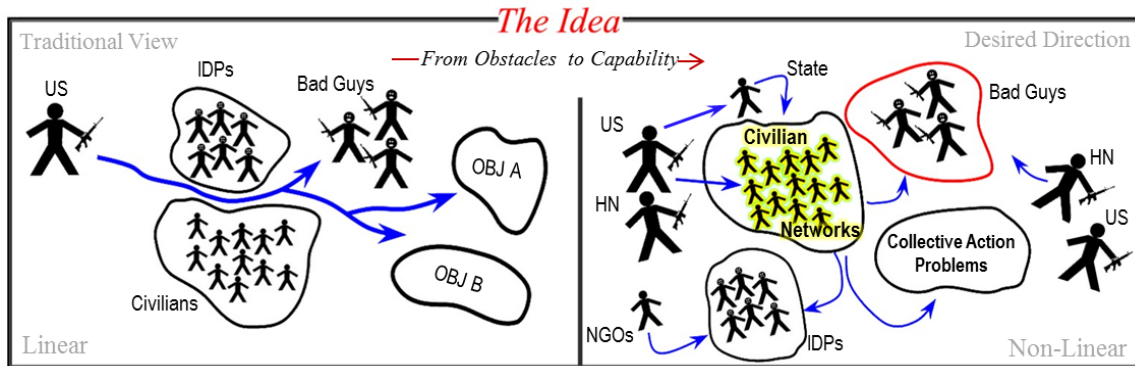 The Idea
From Obstacles to Capability
Traditional View
US
IDPs
Bad Guys
OBJ A
OBJ B
Civilians
Linear
Desired Direction
State
Bad Guys
US
Civilian
HN
HN
Networks
US
Collective Action
Problems
NGOs
IDPs
Non-Linear